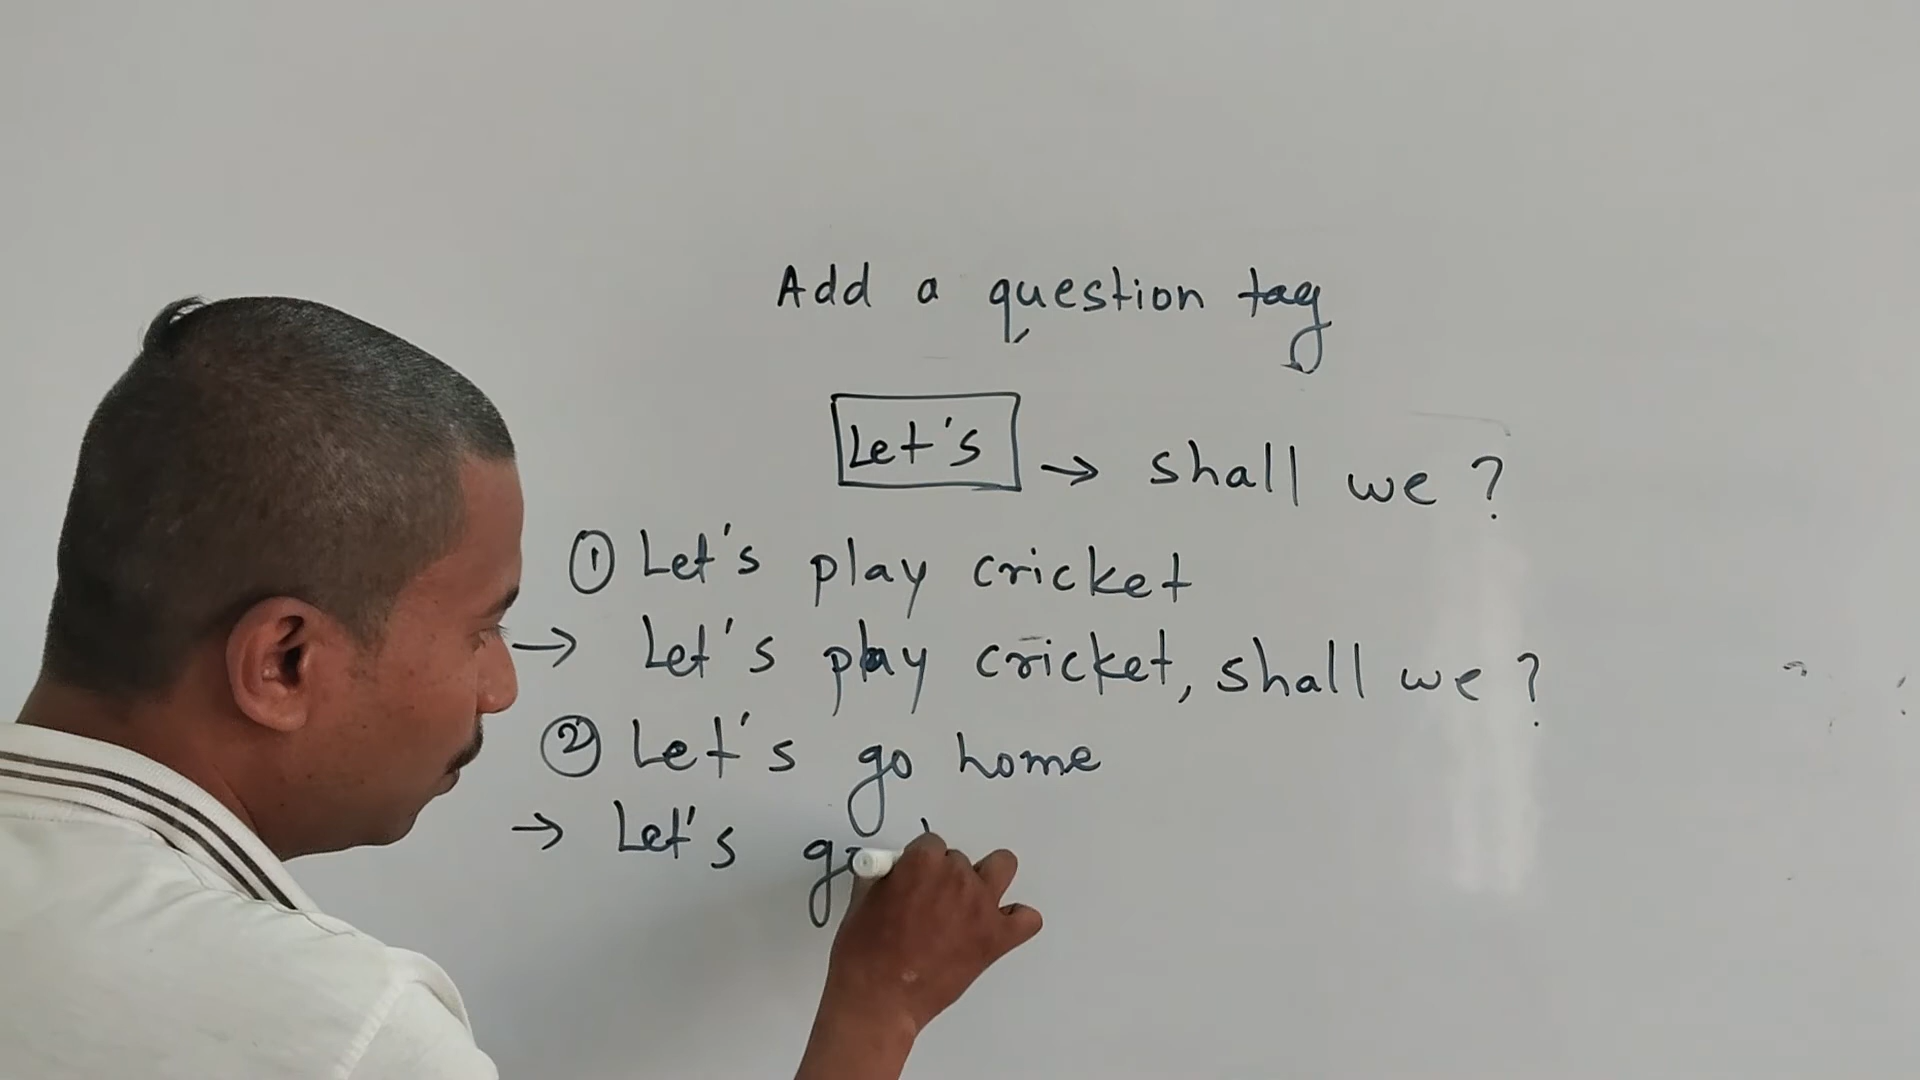 Add a question tag
Let's → shall we ?
① Let's play cricket
→ Let's play cricket, shall we ?
② Let's go home
→ Let's go